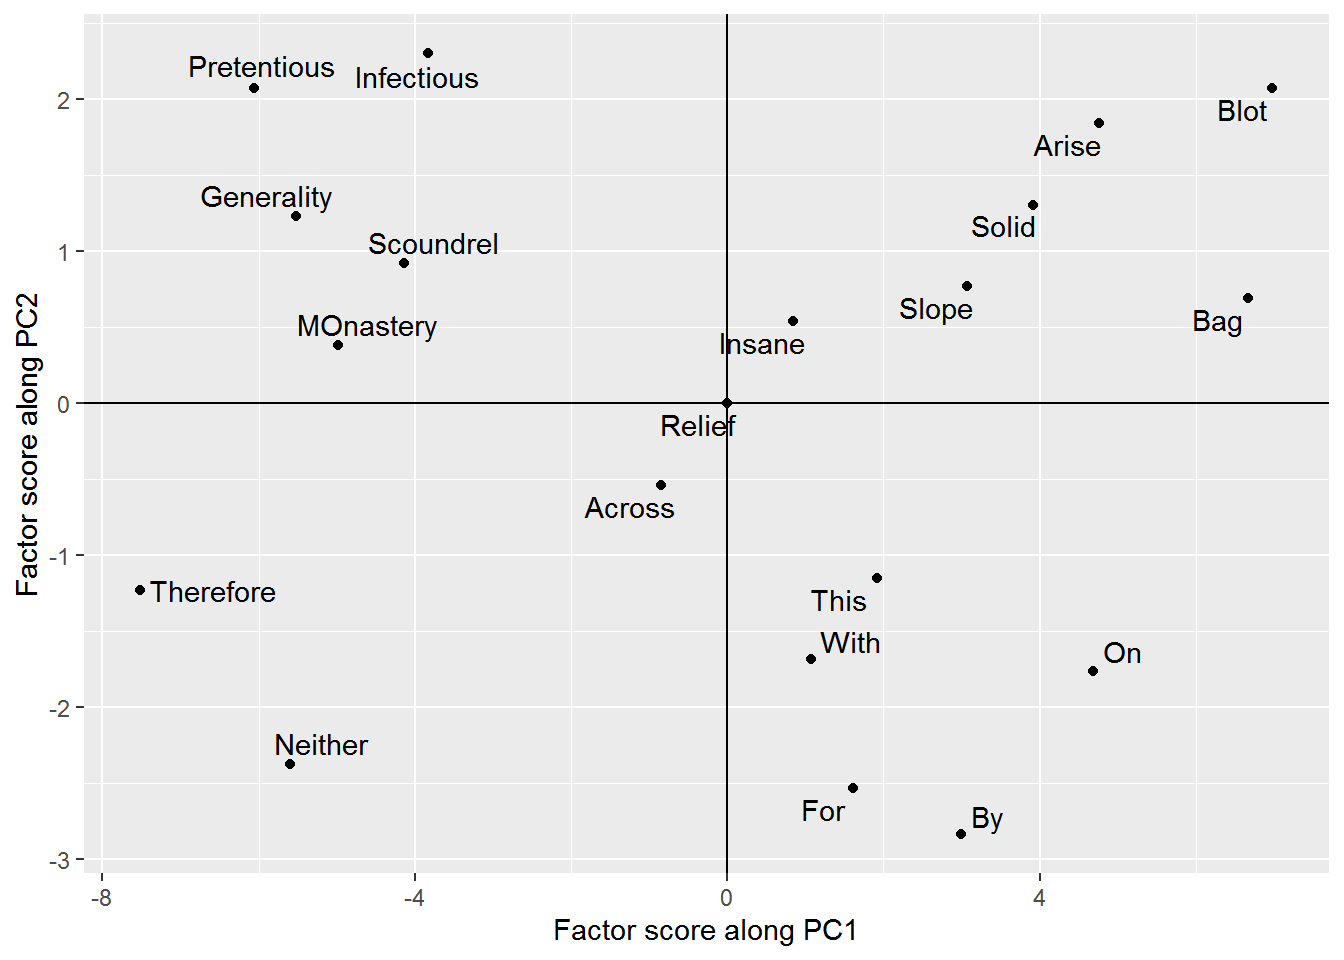 Pretentious
Infectious
2
Blot
Arise
Generality
Solid
Scoundrel
1
Slope
Bag
MOnastery
Insane
0
Relief
Across
-1
Therefore
This
With
On
-2
Neither
For
By
-3
-8
-4
0
4
Factor score along PC1
Factor score along PC2